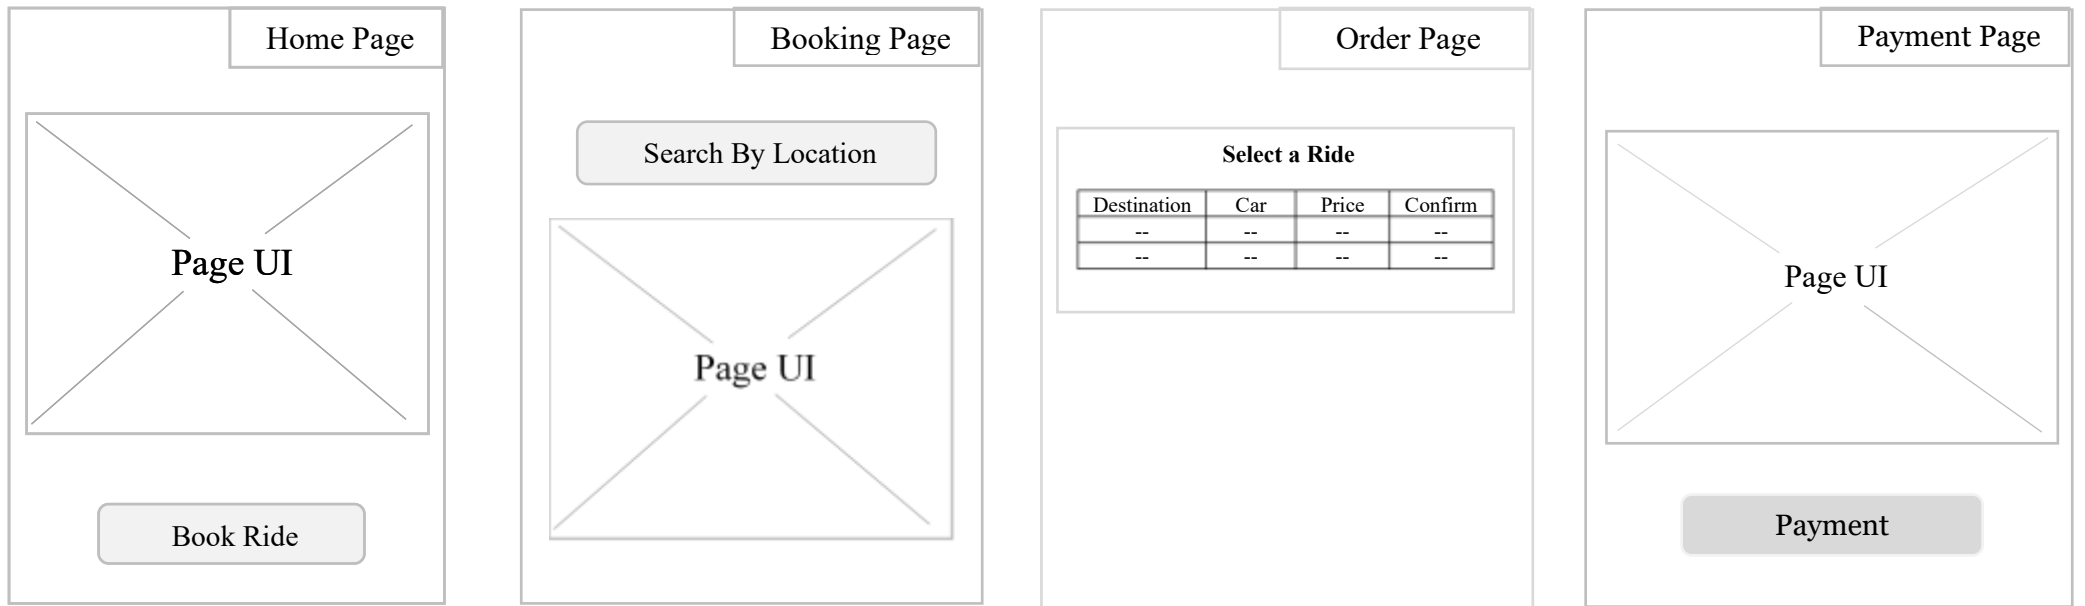 Home Page
Page UI
Book Ride
Booking Page
Search By Location
Page UI
Order Page
Select a Ride
Destination Car Price Confirm
-- -- -- --
-- -- -- --
Payment Page
Page UI
Payment